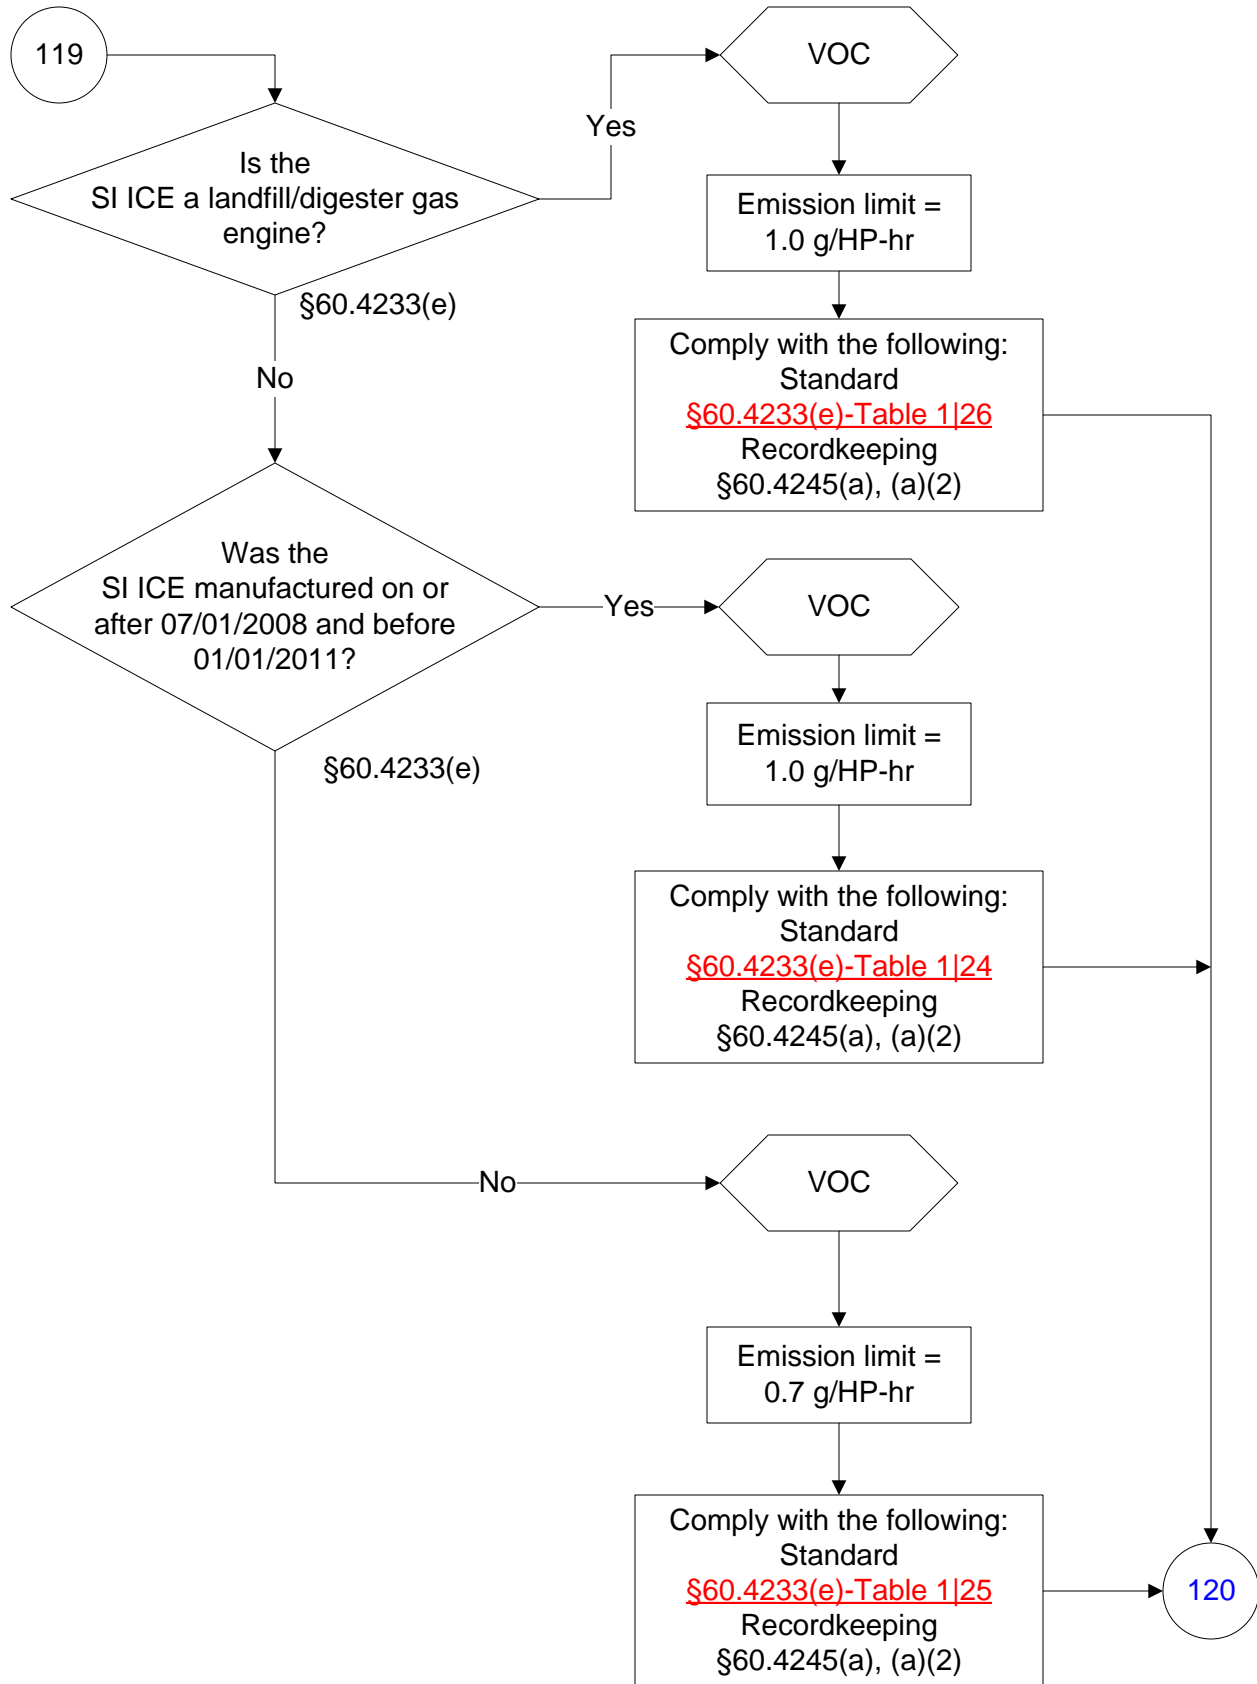 119
VOC
Yes
Is the
SI ICE a landfill/digester gas
engine?
Emission limit =
1.0 g/HP-hr
§60.4233(e)
Comply with the following:
Standard
§60.4233(e)-Table 1|26
Recordkeeping
§60.4245(a), (a)(2)
No
Was the
SI ICE manufactured on or
after 07/01/2008 and before
01/01/2011?
Yes
VOC
§60.4233(e)
Emission limit =
1.0 g/HP-hr
Comply with the following:
Standard
§60.4233(e)-Table 1|24
Recordkeeping
§60.4245(a), (a)(2)
No
VOC
Emission limit =
0.7 g/HP-hr
Comply with the following:
Standard
§60.4233(e)-Table 1|25
Recordkeeping
§60.4245(a), (a)(2)
120